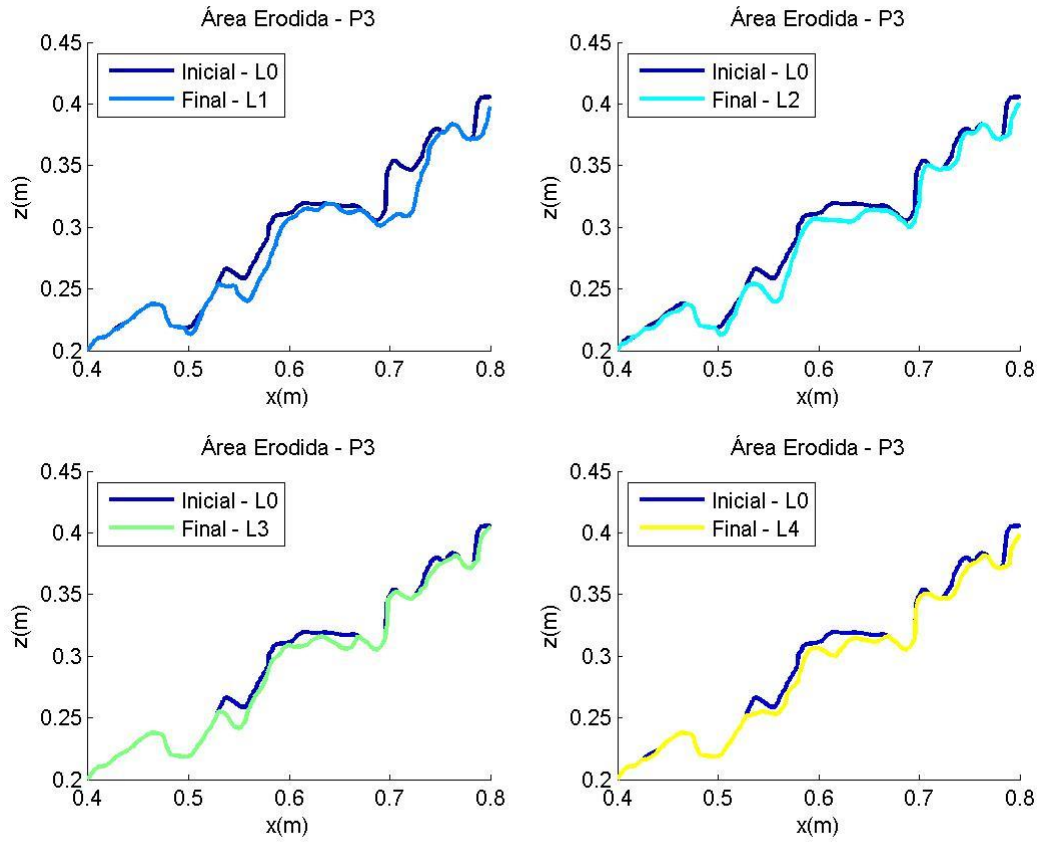 Área Erodida - P3
0.45
0.4
0.35
0.3
0.25
0.2
z(m)
Inicial - L0
Final - L1
0.4 0.5 0.6 0.7 0.8
x(m)
Área Erodida - P3
0.45
0.4
0.35
0.3
0.25
0.2
z(m)
Inicial - L0
Final - L2
0.4 0.5 0.6 0.7 0.8
x(m)
Área Erodida - P3
0.45
0.4
0.35
0.3
0.25
0.2
z(m)
Inicial - L0
Final - L3
0.4 0.5 0.6 0.7 0.8
x(m)
Área Erodida - P3
0.45
0.4
0.35
0.3
0.25
0.2
z(m)
Inicial - L0
Final - L4
0.4 0.5 0.6 0.7 0.8
x(m)